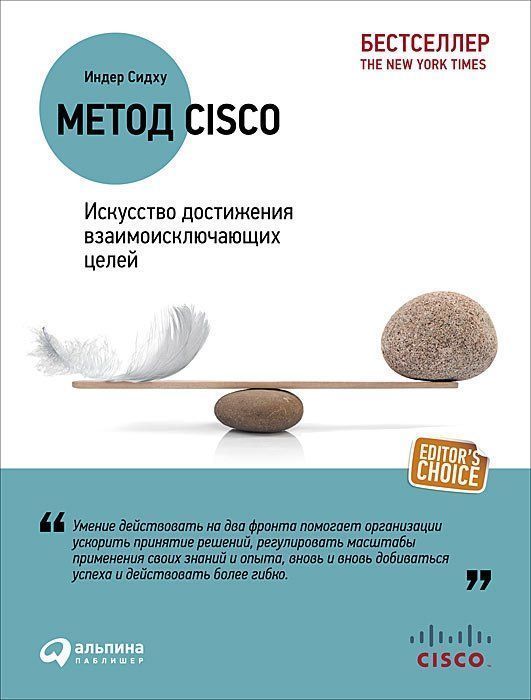 БЕСТСЕЛЛЕР
THE NEW YORK TIMES
Индер Сидху
МЕТОД CISCO
Искусство достижения
взаимоисключающих
целей
EDITOR'S
CHOICE
“ Умение действовать на два фронта помогает организации
ускорить принятие решений, регулировать масштабы
применения своих знаний и опыта, вновь и вновь добиваться
успеха и действовать более гибко. ”
альпина
ПАБЛИШЕР
CISCO